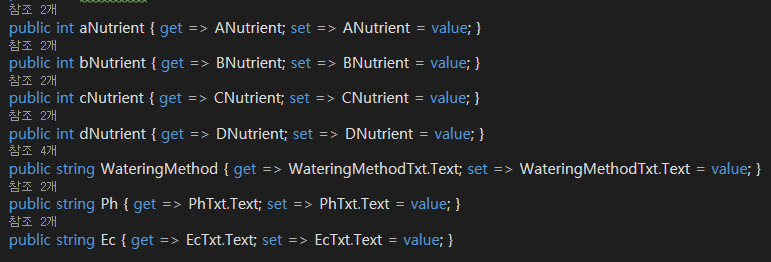 참조 2개
public int aNutrient { get => ANutrient; set => ANutrient = value; }
참조 2개
public int bNutrient { get => BNutrient; set => BNutrient = value; }
참조 2개
public int cNutrient { get => CNutrient; set => CNutrient = value; }
참조 2개
public int dNutrient { get => DNutrient; set => DNutrient = value; }
참조 4개
public string WateringMethod { get => WateringMethodTxt.Text; set => WateringMethodTxt.Text = value; }
참조 2개
public string Ph { get => PhTxt.Text; set => PhTxt.Text = value; }
참조 2개
public string Ec { get => EcTxt.Text; set => EcTxt.Text = value; }